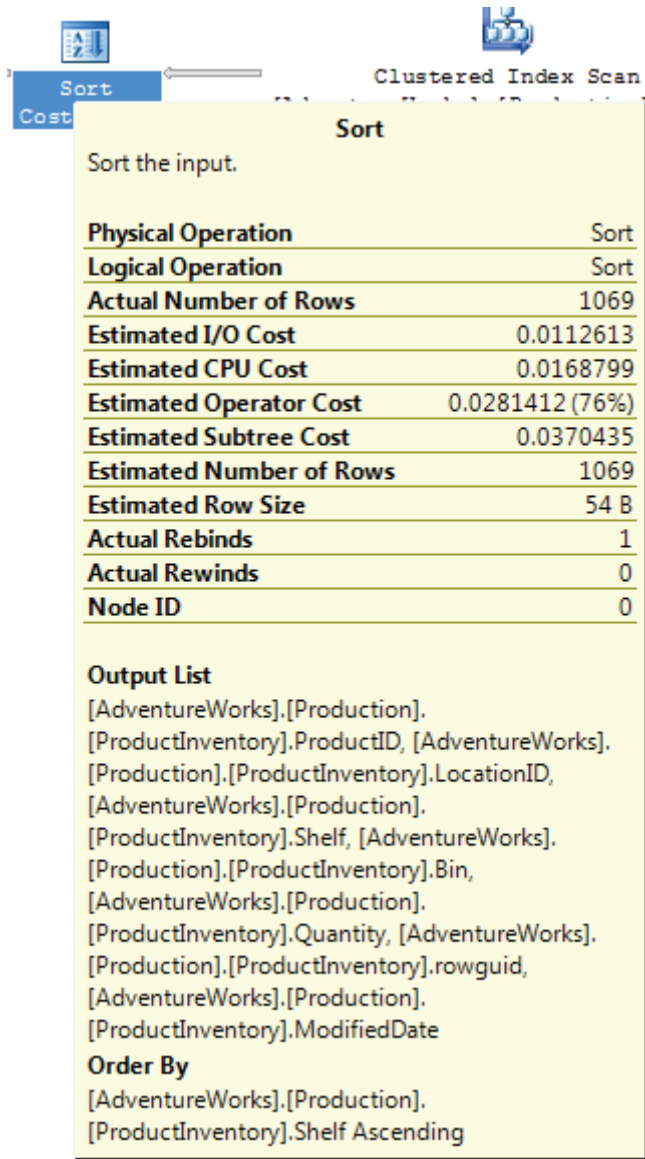 Sort
Clustered Index Scan
Cost
Sort
Sort the input.
Physical Operation Sort
Logical Operation Sort
Actual Number of Rows 1069
Estimated I/O Cost 0.0112613
Estimated CPU Cost 0.0168799
Estimated Operator Cost 0.0281412 (76%)
Estimated Subtree Cost 0.0370435
Estimated Number of Rows 1069
Estimated Row Size 54 B
Actual Rebinds 1
Actual Rewinds 0
Node ID 0
Output List
[AdventureWorks].[Production].
[ProductInventory].ProductID, [AdventureWorks].
[Production].[ProductInventory].LocationID,
[AdventureWorks].[Production].
[ProductInventory].Shelf, [AdventureWorks].
[Production].[ProductInventory].Bin,
[AdventureWorks].[Production].
[ProductInventory].Quantity, [AdventureWorks].
[Production].[ProductInventory].rowguid,
[AdventureWorks].[Production].
[ProductInventory].ModifiedDate
Order By
[AdventureWorks].[Production].
[ProductInventory].Shelf Ascending